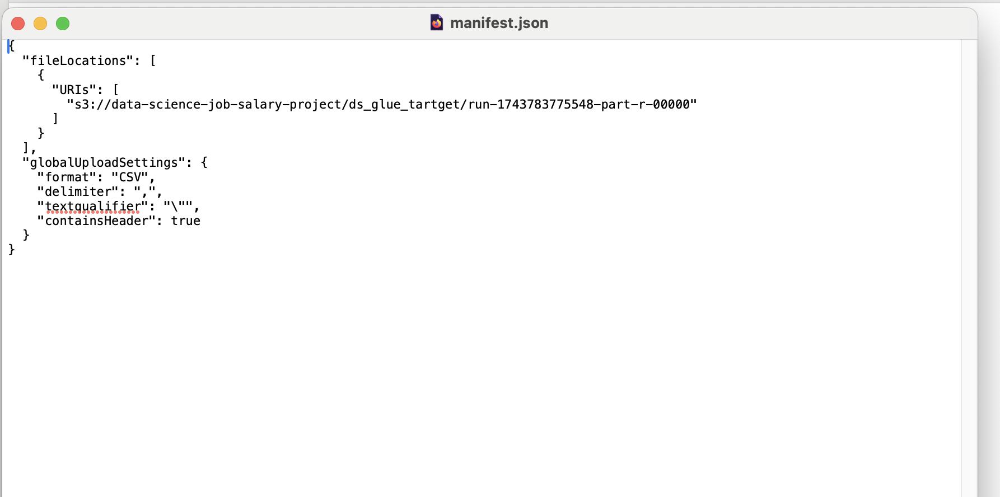 manifest.json
{
  "fileLocations": [
    {
      "URIs": [
        "s3://data-science-job-salary-project/ds_glue_tartget/run-1743783775548-part-r-00000"
      ]
    }
  ],
  "globalUploadSettings": {
    "format": "CSV",
    "delimiter": ",",
    "textqualifier": "\"",
    "containsHeader": true
  }
}